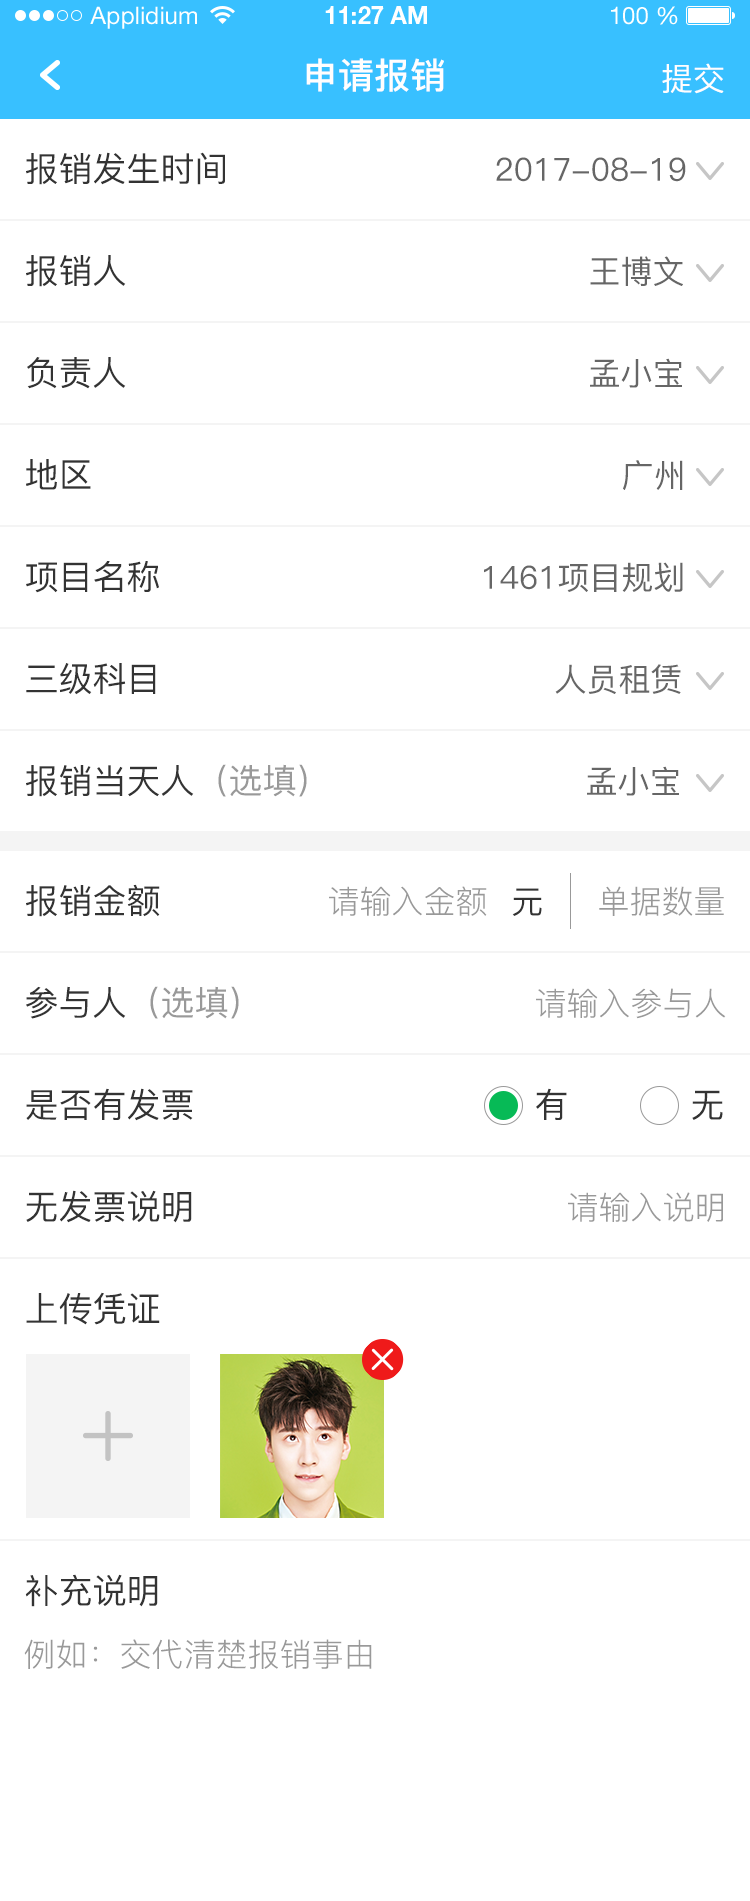 Applidium 11:27 AM 100 %
申请报销 提交
报销发生时间 2017-08-19
报销人 王博文
负责人 孟小宝
地区 广州
项目名称 1461项目规划
三级科目 人员租赁
报销当天人（选填） 孟小宝
报销金额 请输入金额 元 单据数量
参与人（选填） 请输入参与人
是否有发票 有 无
无发票说明 请输入说明
上传凭证
补充说明
例如：交代清楚报销事由